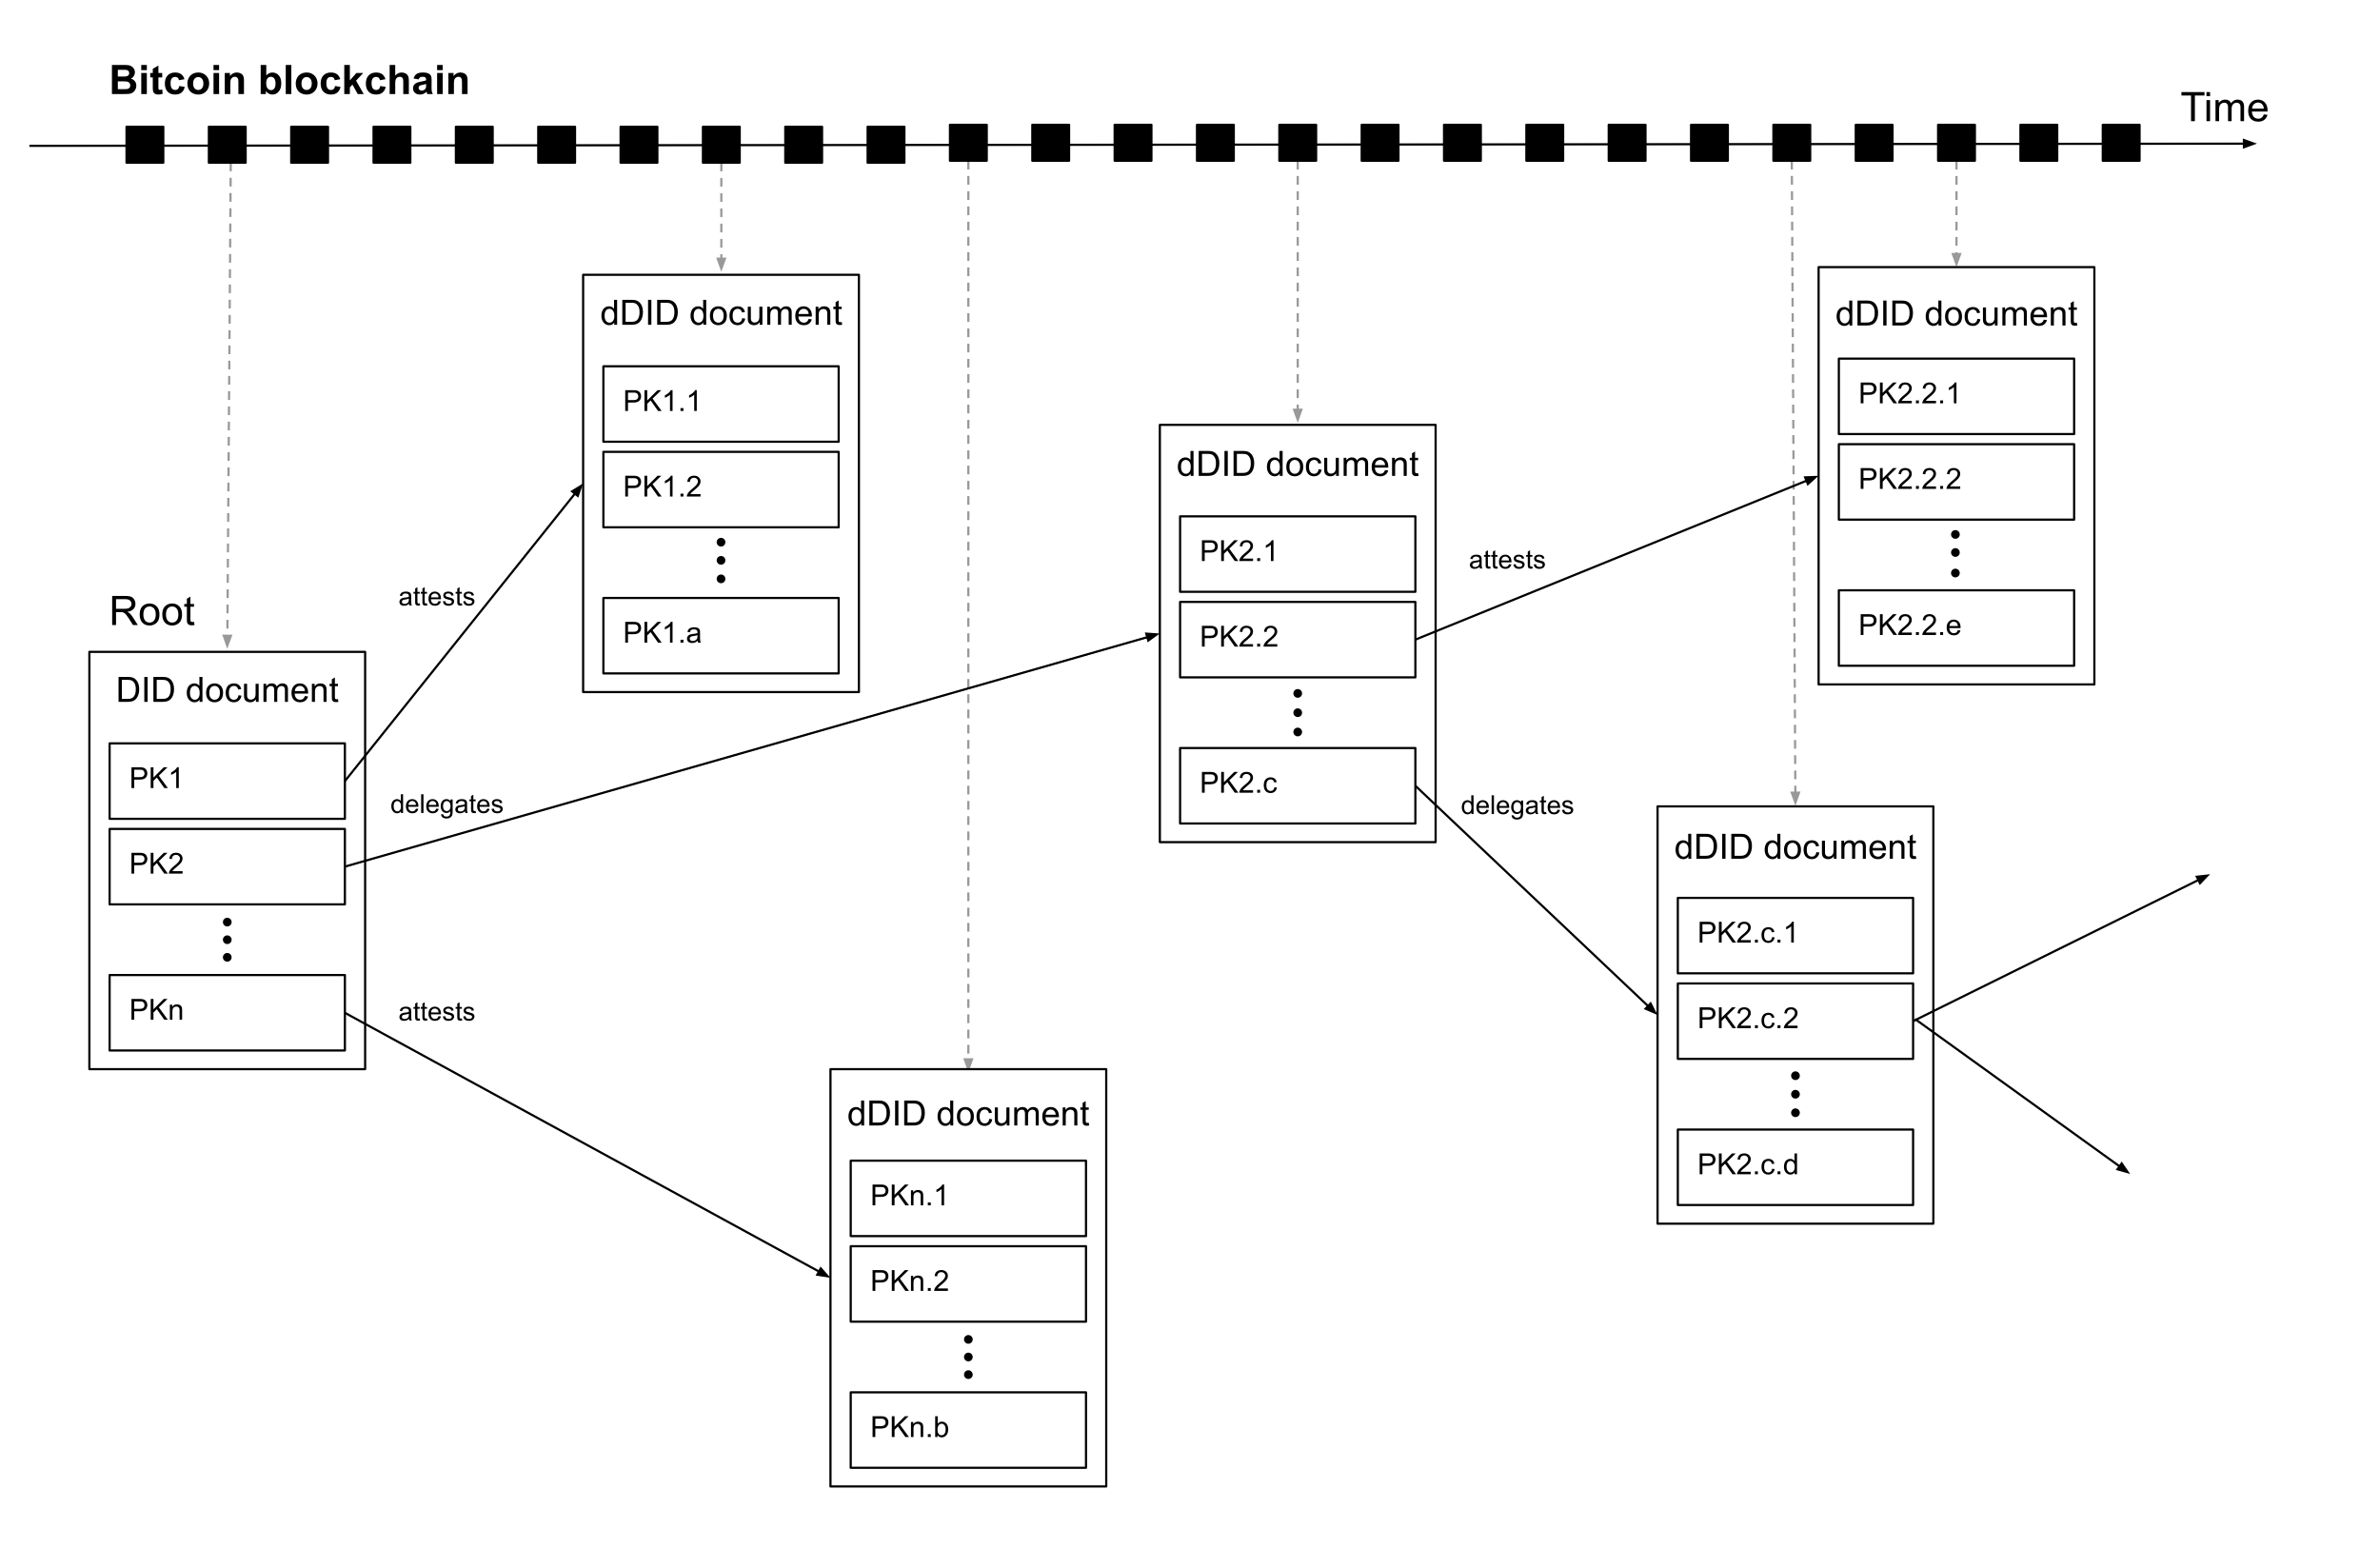 Bitcoin blockchain
Time
Root
DID document
PK1
PK2
PKn
attests
delegates
attests
dDID document
PK1.1
PK1.2
PK1.a
dDID document
PKn.1
PKn.2
PKn.b
dDID document
PK2.1
PK2.2
PK2.c
attests
delegates
dDID document
PK2.2.1
PK2.2.2
PK2.2.e
dDID document
PK2.c.1
PK2.c.2
PK2.c.d